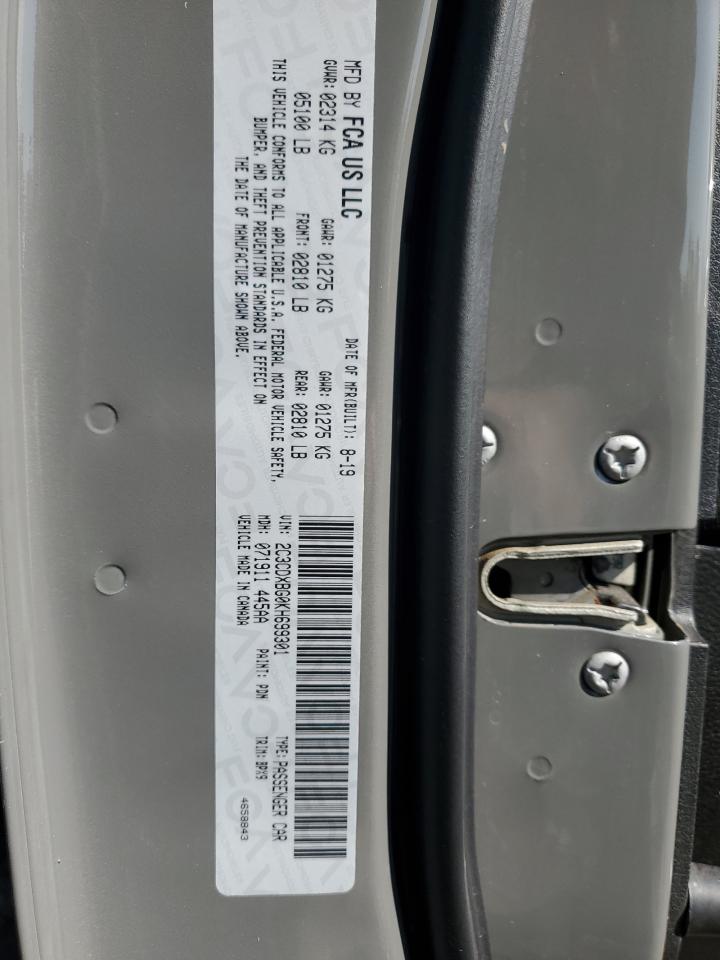 MFD BY FCA US LLC
DATE OF MFR(BUILT): 8-19
GVWR: 02314 KG GAWR: 01275 KG GAWR: 01275 KG
05100 LB FRONT: 02810 LB REAR: 02810 LB
THIS VEHICLE CONFORMS TO ALL APPLICABLE U.S.A. FEDERAL MOTOR VEHICLE SAFETY,
BUMPER, AND THEFT PREVENTION STANDARDS IN EFFECT ON
THE DATE OF MANUFACTURE SHOWN ABOVE.
VIN: 2C3CDXBG0KH699301 TYPE: PASSENGER CAR
MDH: 071911 445AA PAINT: PDN TRIM: BPX9
VEHICLE MADE IN CANADA 4658843